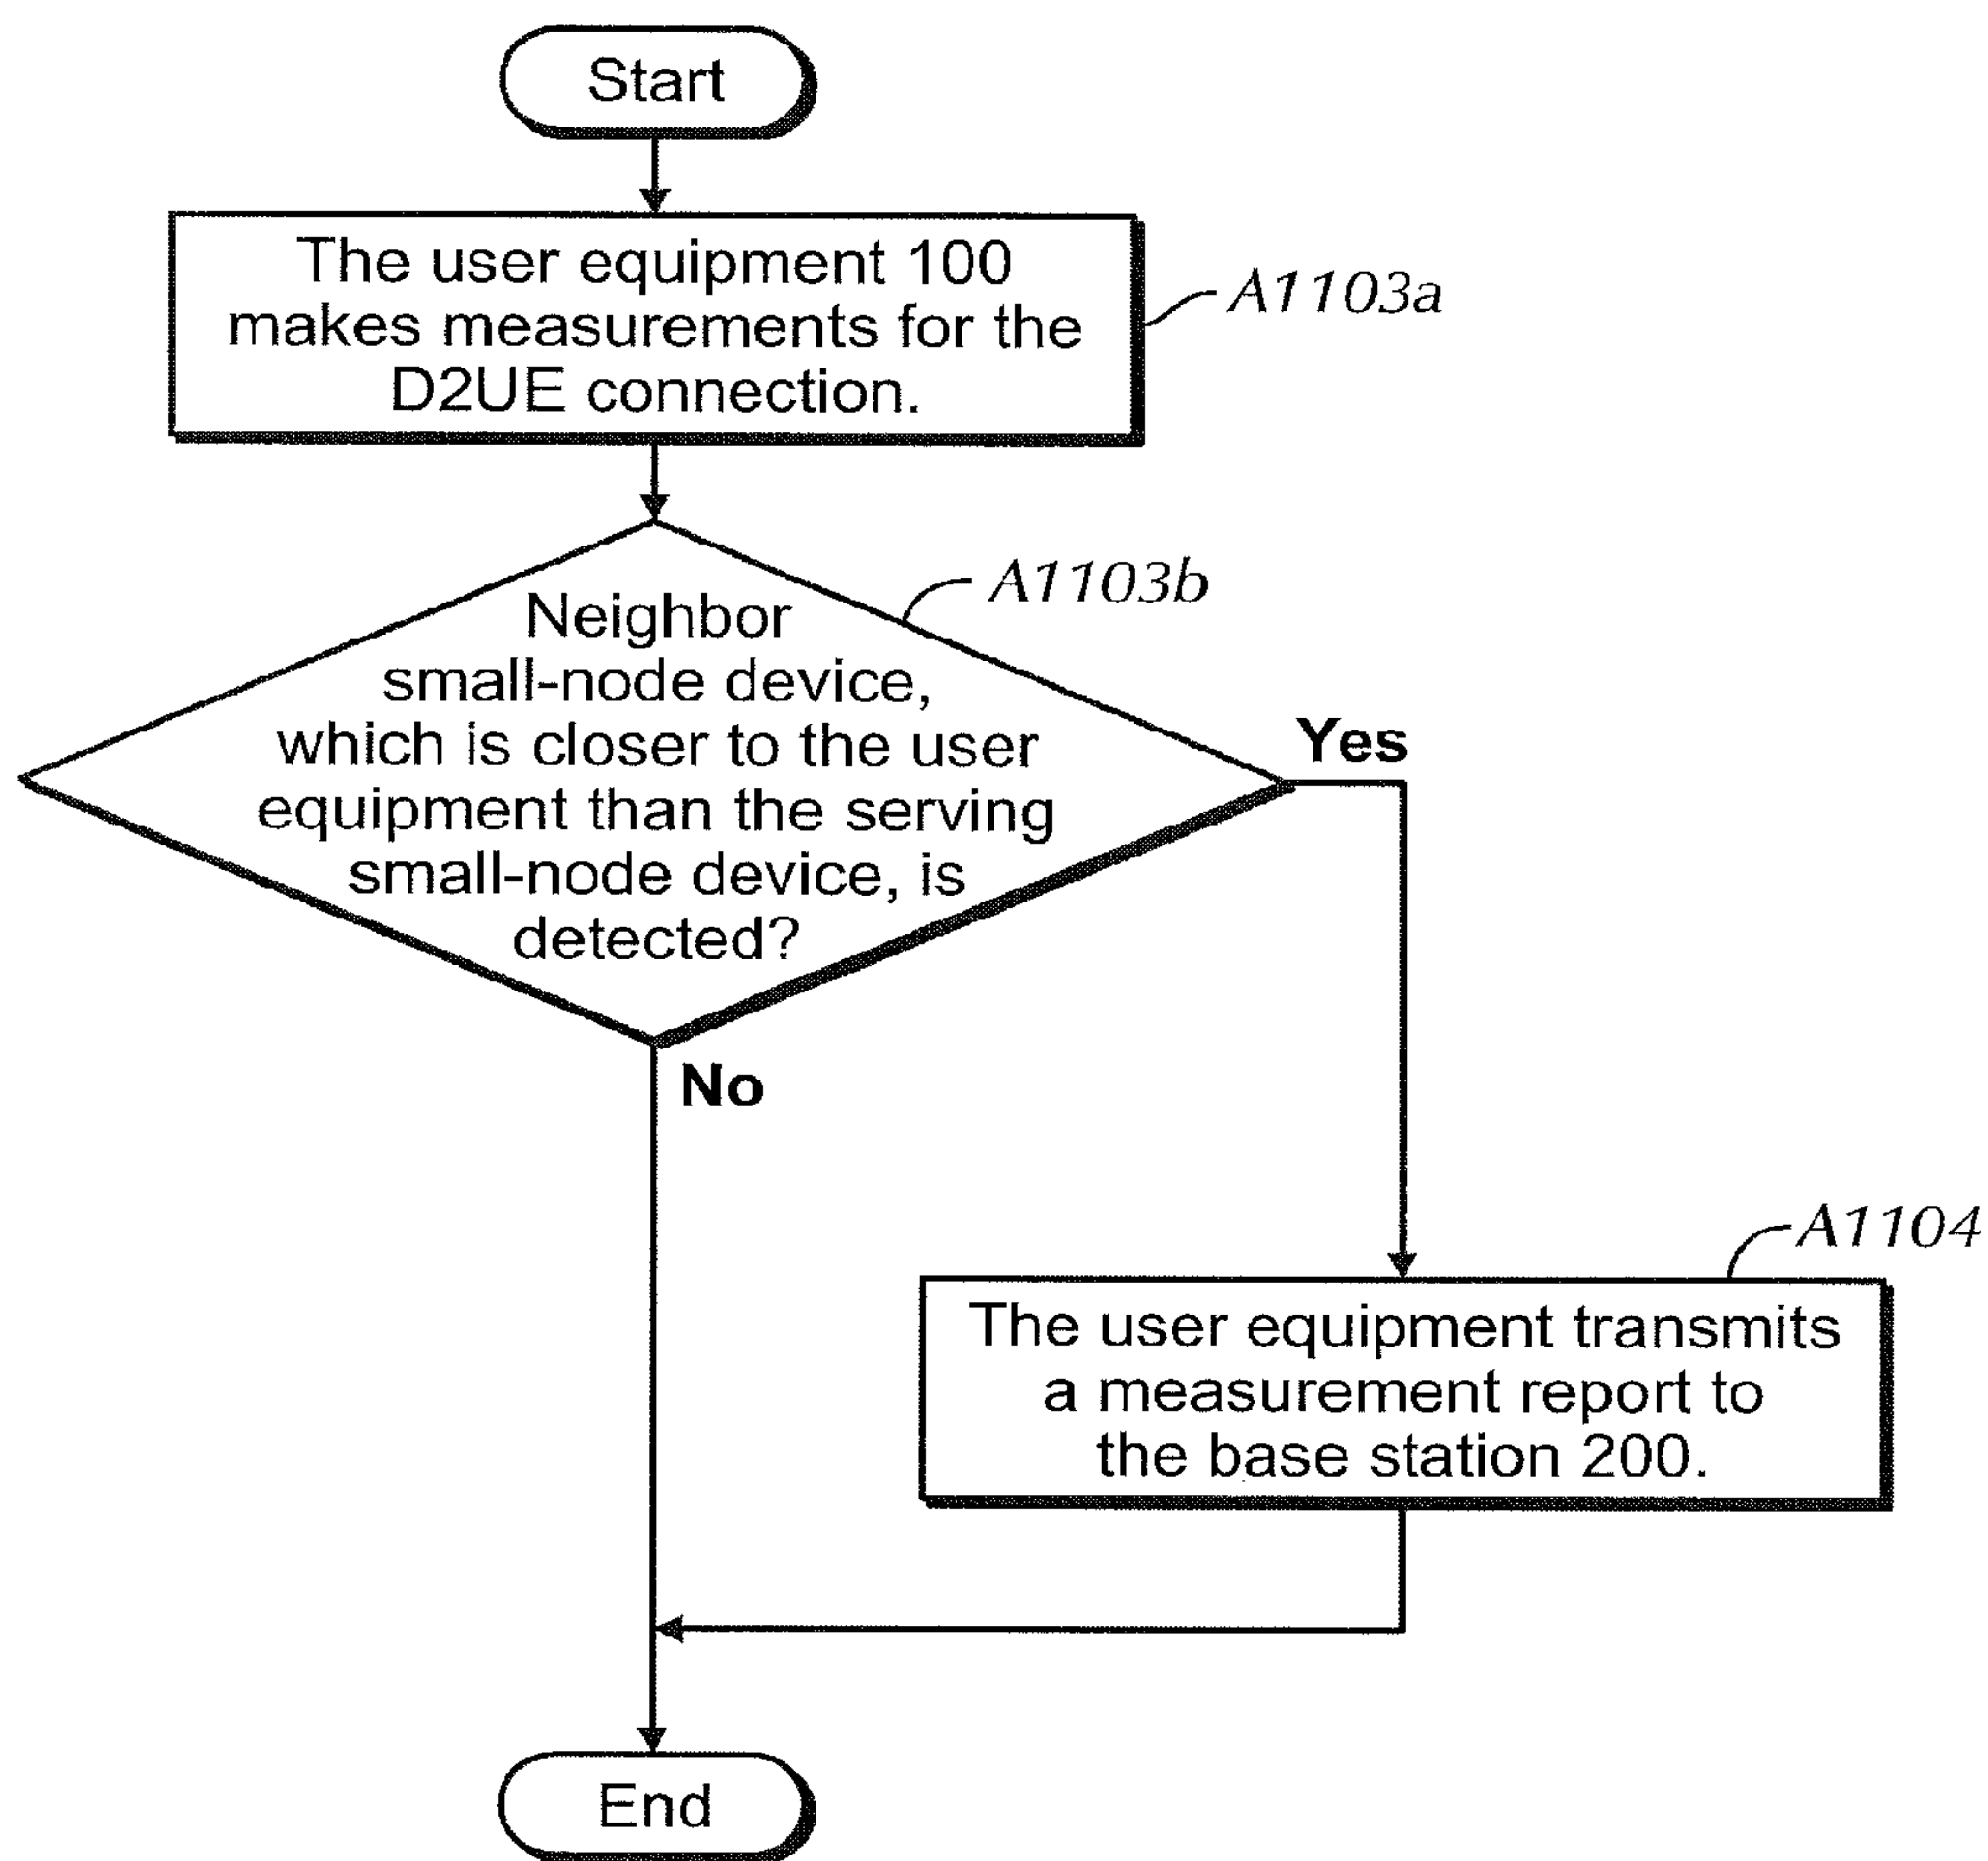 Start
The user equipment 100
makes measurements for the
D2UE connection.
A1103a
A1103b
Neighbor
small-node device,
which is closer to the user
equipment than the serving
small-node device, is
detected?
Yes
No
A1104
The user equipment transmits
a measurement report to
the base station 200.
End